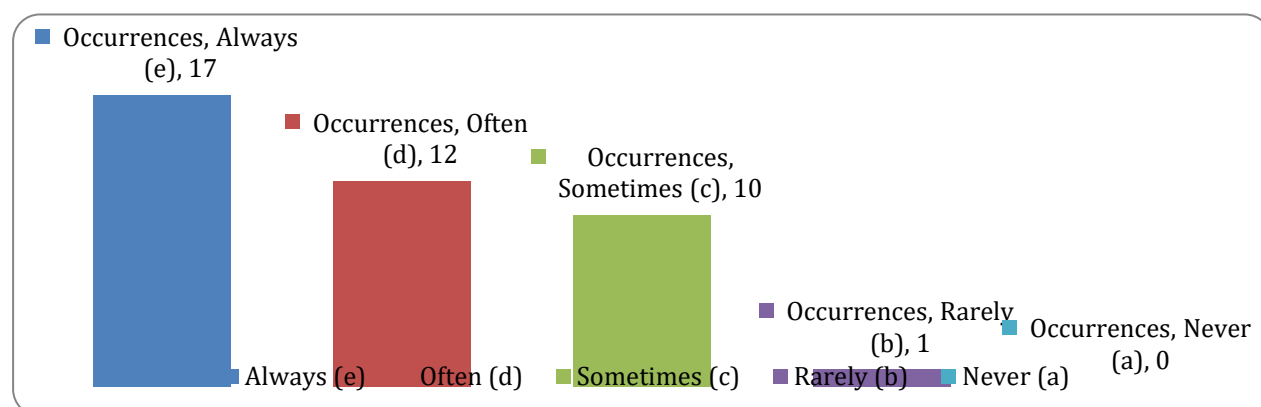 Occurrences, Always
(e), 17
Occurrences, Often
(d), 12
Occurrences,
Sometimes (c), 10
Occurrences, Rarely
(b), 1
Occurrences, Never
(a), 0
Always (e) Often (d) Sometimes (c) Rarely (b) Never (a)